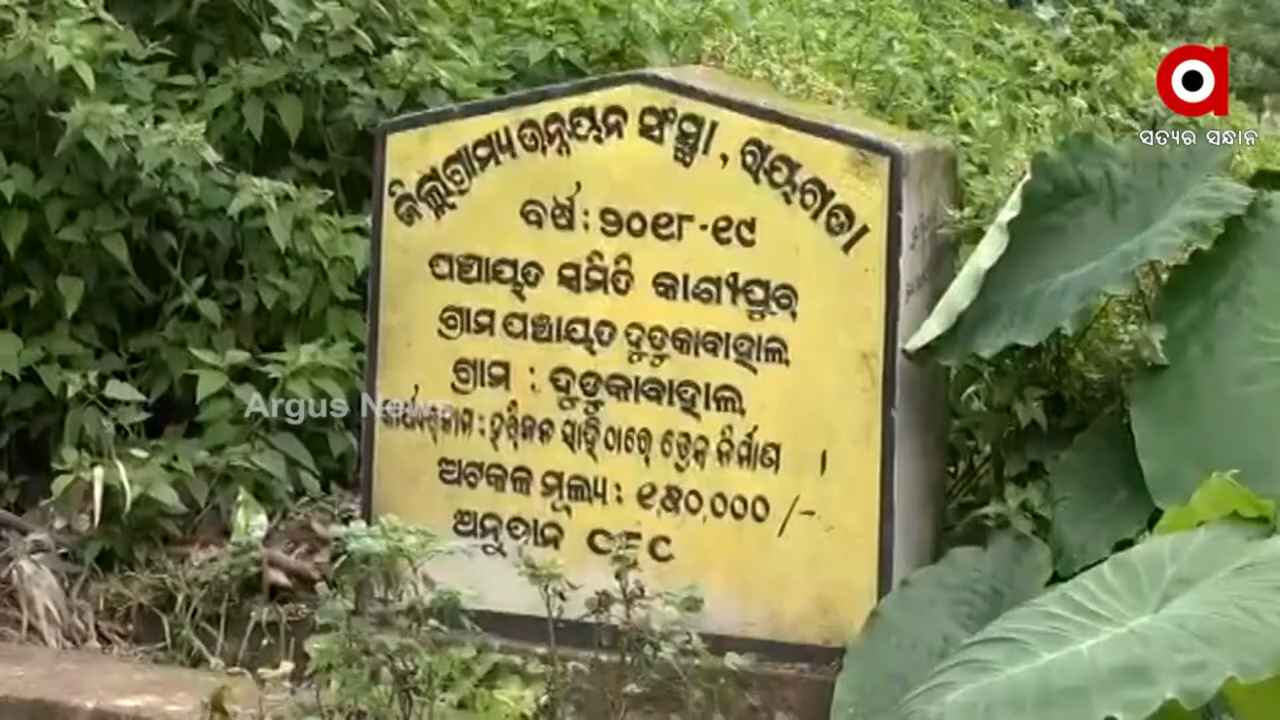 ସତ୍ୟର ସନ୍ଧାନ
ଜିଲ୍ଲା ଗ୍ରାମ୍ୟ ଉନ୍ନୟନ ସଂସ୍ଥା , ରାୟଗଡା
ବର୍ଷ : ୨୦୧୮-୧୯
ପଞ୍ଚାୟତ ସମିତି କାଶୀପୁର
ଗ୍ରାମ ପଞ୍ଚାୟତ ଦୁଡୁକାବାହାଲ
ଗ୍ରାମ : ଦୁଡୁକାବାହାଲ
Argus News
ହରିଜନ ସାହିଠାରେ ଡ୍ରେନ୍ ନିର୍ମାଣ ।
ଅଟକଳ ମୂଲ୍ୟ : ୧,୫୦,୦୦୦ /-
ଅନୁଦାନ CFC